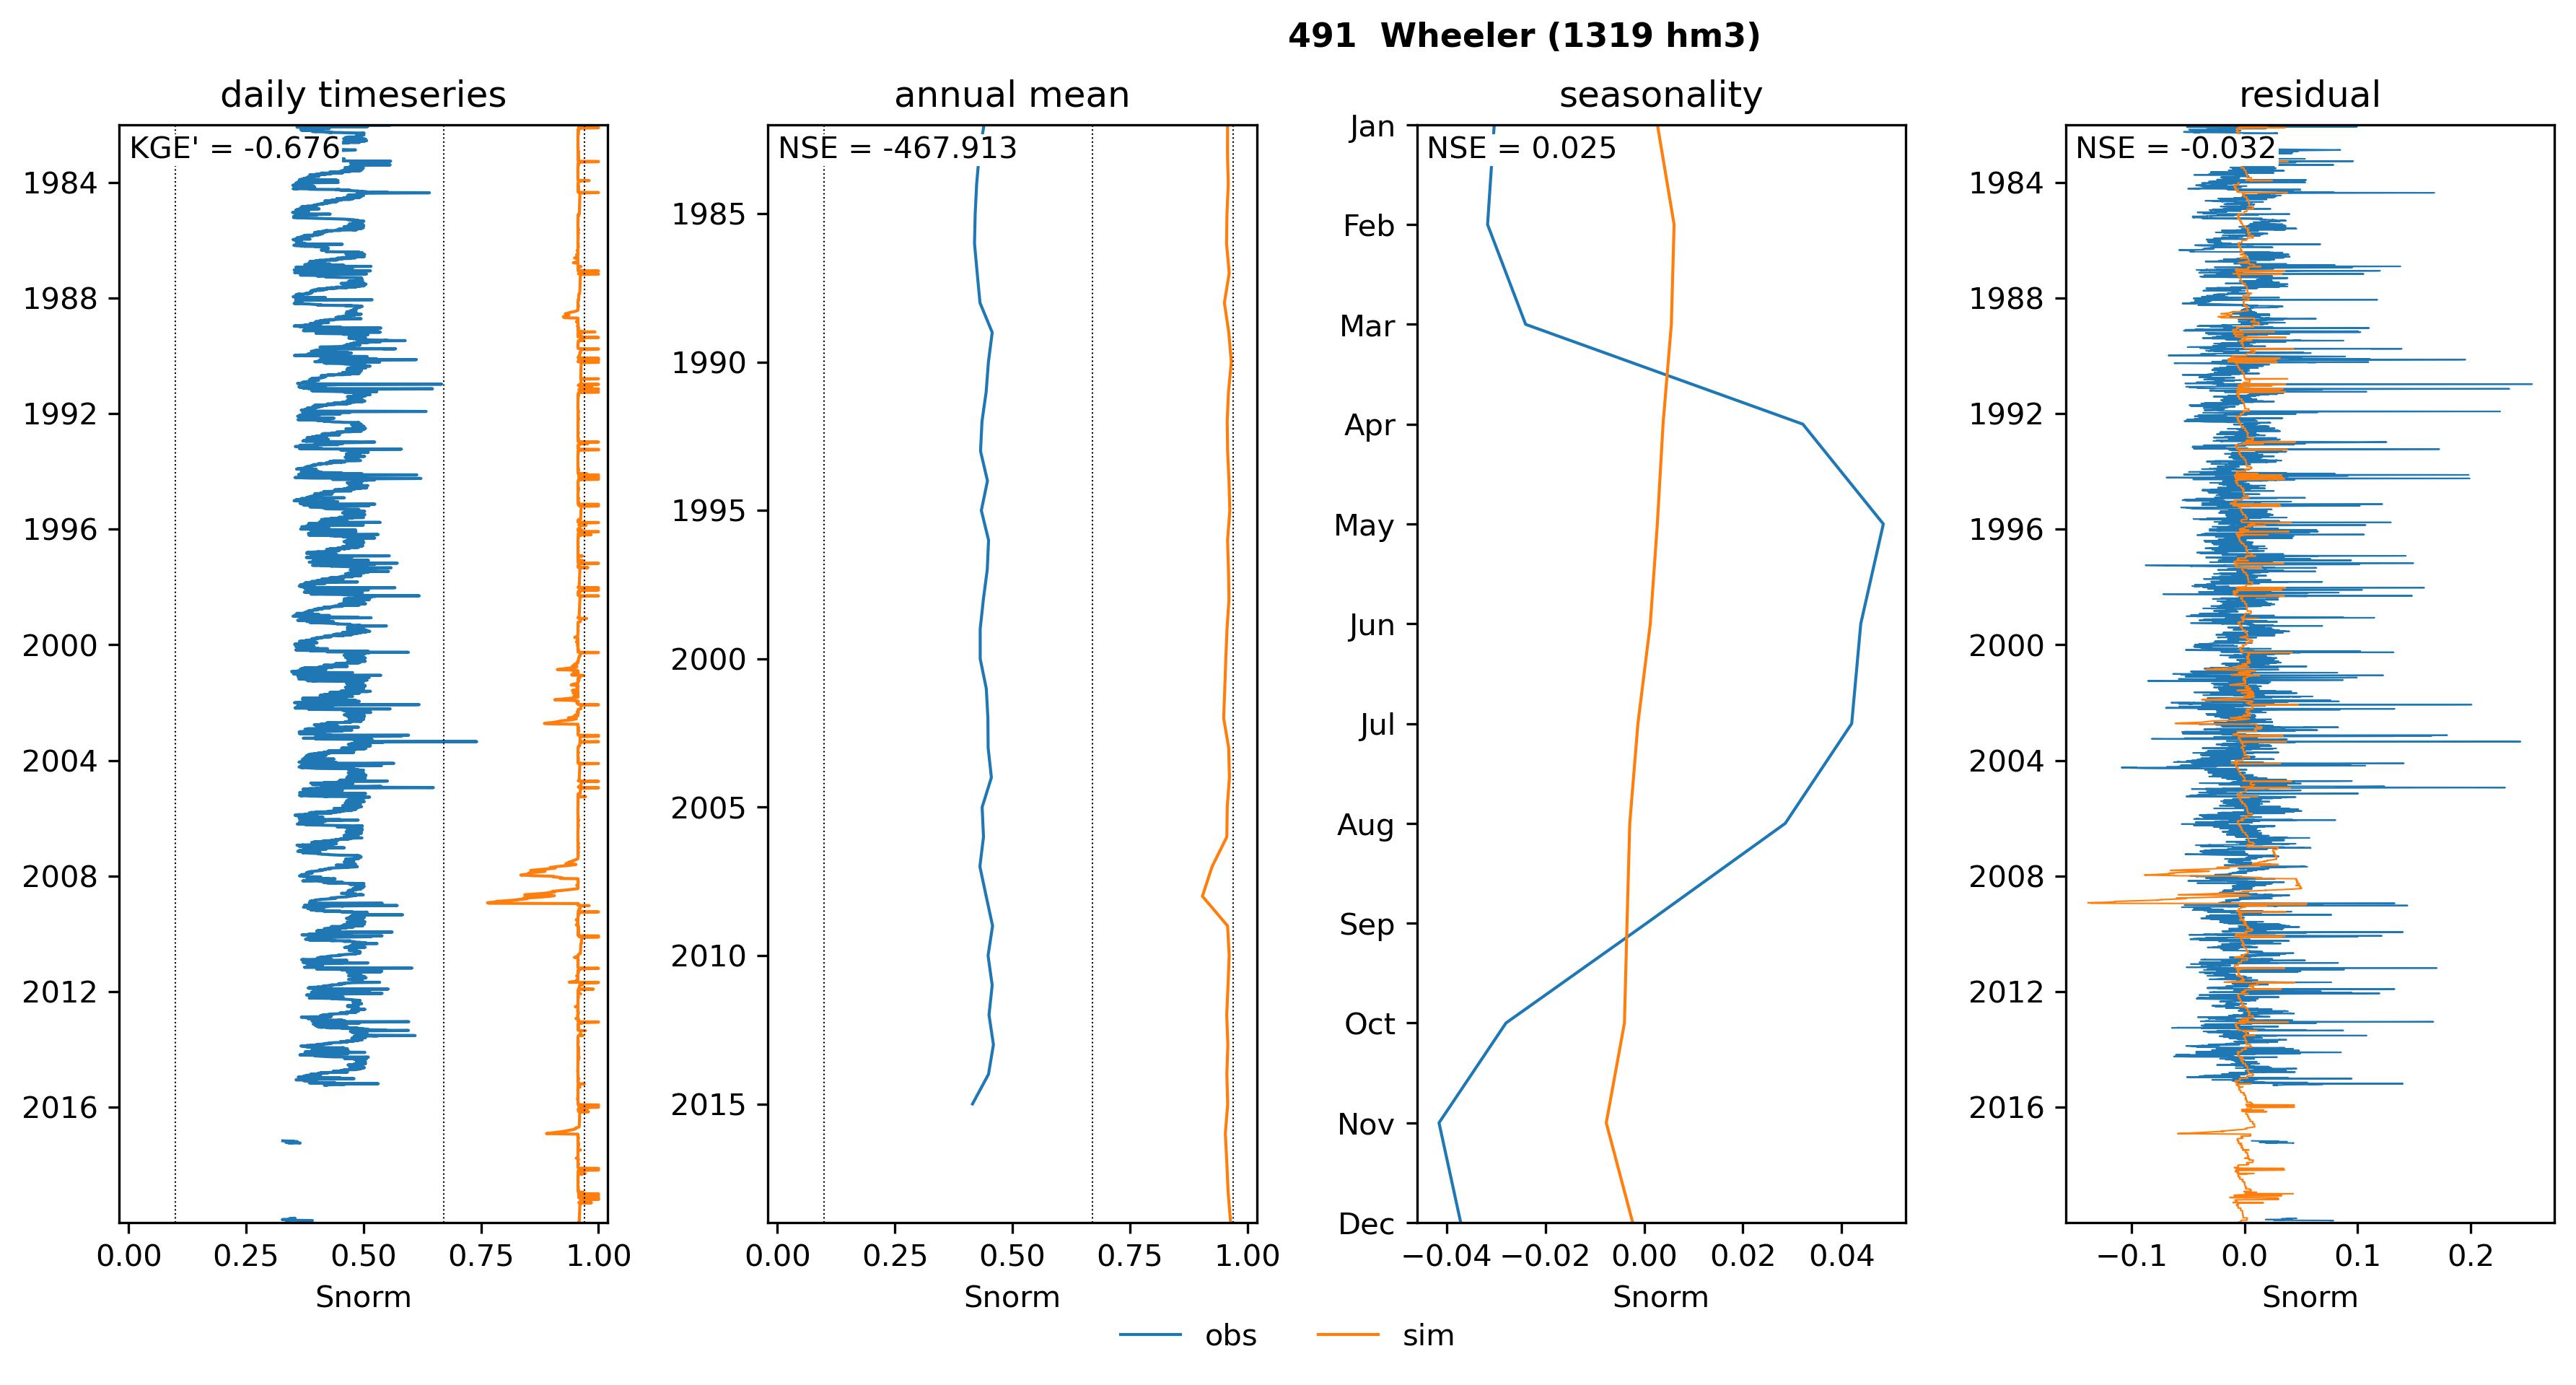 491  Wheeler (1319 hm3)
daily timeseries
KGE' = -0.676
1984
1988
1992
1996
2000
2004
2008
2012
2016
0.00 0.25 0.50 0.75 1.00
Snorm
annual mean
NSE = -467.913
1985
1990
1995
2000
2005
2010
2015
0.00 0.25 0.50 0.75 1.00
Snorm
seasonality
NSE = 0.025
Jan
Feb
Mar
Apr
May
Jun
Jul
Aug
Sep
Oct
Nov
Dec
−0.04 −0.02 0.00 0.02 0.04
Snorm
residual
NSE = -0.032
1984
1988
1992
1996
2000
2004
2008
2012
2016
−0.1 0.0 0.1 0.2
Snorm
obs sim